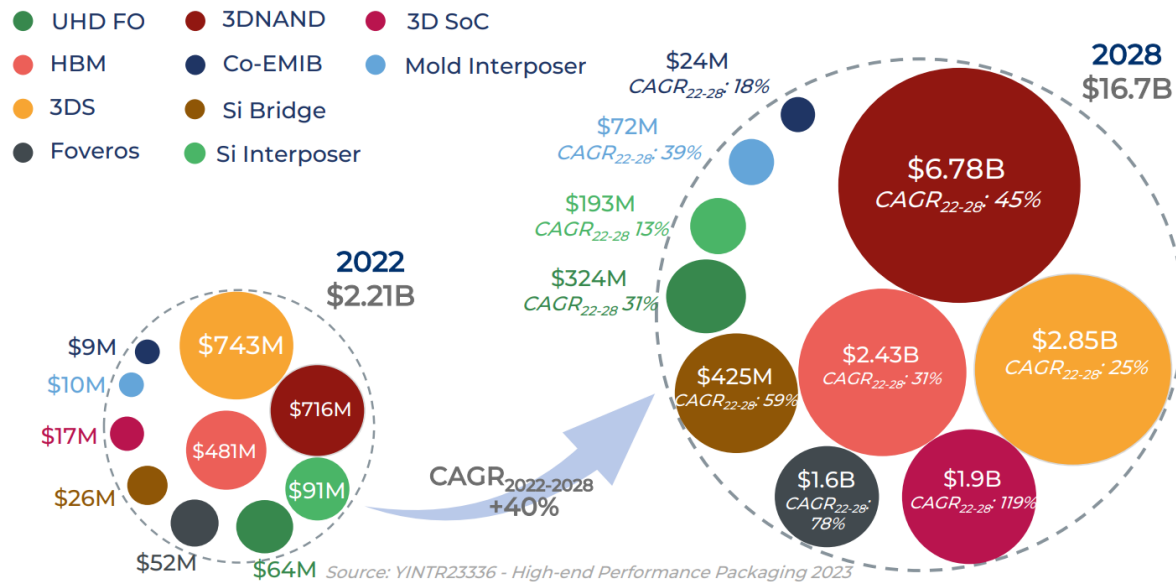 UHD FO
3DNAND
3D SoC
HBM
Co-EMIB
Mold Interposer
3DS
Si Bridge
Foveros
Si Interposer
2022
$2.21B
$743M
$9M
$10M
$716M
$17M
$481M
$26M
$91M
$52M
$64M
CAGR2022-2028
+40%
2028
$16.7B
$24M
CAGR22-28: 18%
$72M
CAGR22-28: 39%
$6.78B
CAGR22-28: 45%
$193M
CAGR22-28 13%
$324M
CAGR22-28 31%
$2.43B
CAGR22-28: 31%
$2.85B
CAGR22-28: 25%
$425M
CAGR22-28: 59%
$1.6B
CAGR22-28:
78%
$1.9B
CAGR22-28: 119%
Source: YINTR23336 - High-end Performance Packaging 2023